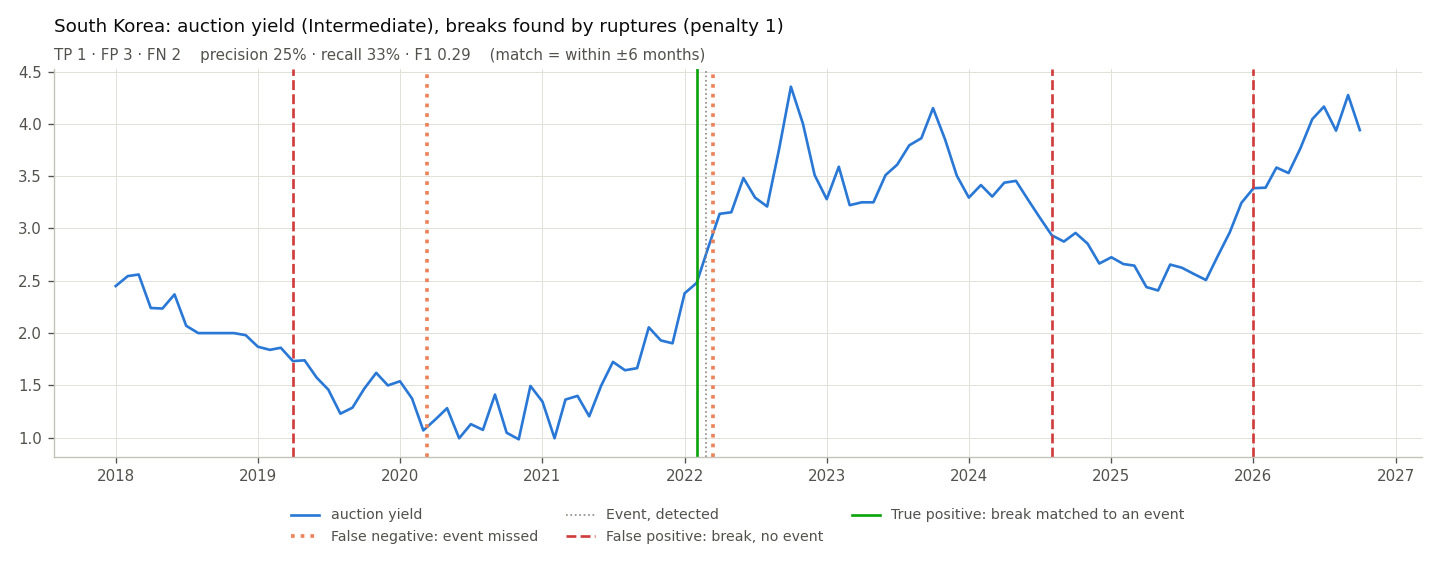 South Korea: auction yield (Intermediate), breaks found by ruptures (penalty 1)
TP 1 · FP 3 · FN 2    precision 25% · recall 33% · F1 0.29    (match = within ±6 months)
4.5
4.0
3.5
3.0
2.5
2.0
1.5
1.0
2018 2019 2020 2021 2022 2023 2024 2025 2026 2027
auction yield    Event, detected    True positive: break matched to an event
False negative: event missed    False positive: break, no event